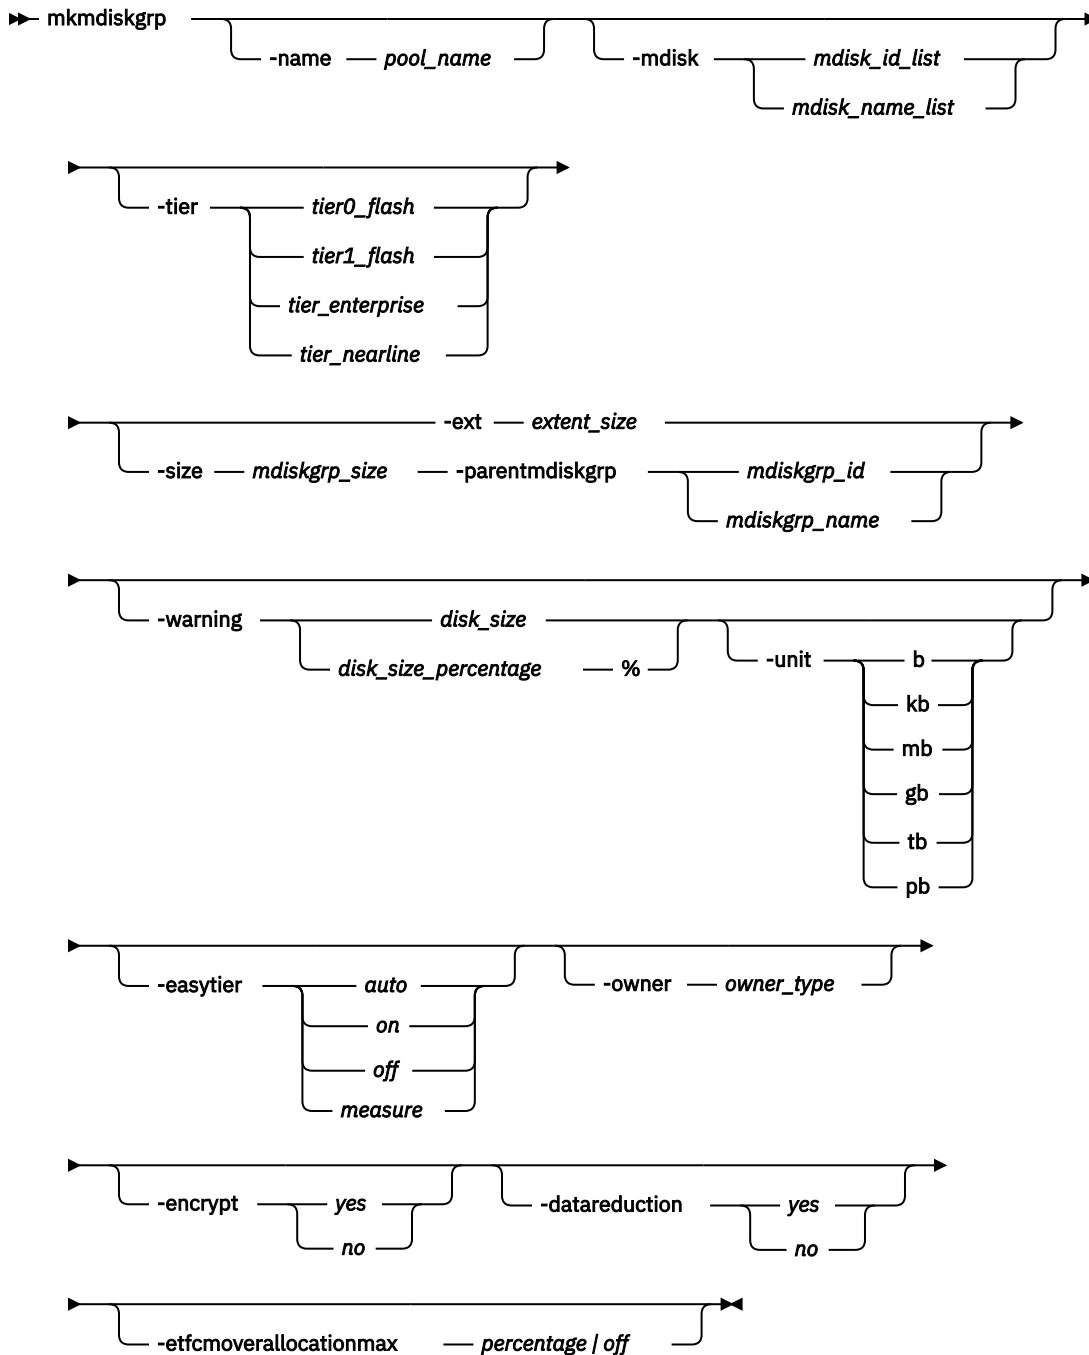 mkmdiskgrp
-name pool_name -mdisk mdisk_id_list
mdisk_name_list
-tier tier0_flash
tier1_flash
tier_enterprise
tier_nearline
-ext extent_size
-size mdiskgrp_size -parentmdiskgrp mdiskgrp_id
mdiskgrp_name
-warning disk_size
disk_size_percentage %
-unit b
kb
mb
gb
tb
pb
-easytier auto
on
off
measure
-owner owner_type
-encrypt yes
no
-datareduction yes
no
-etfcmoverallocationmax percentage | off